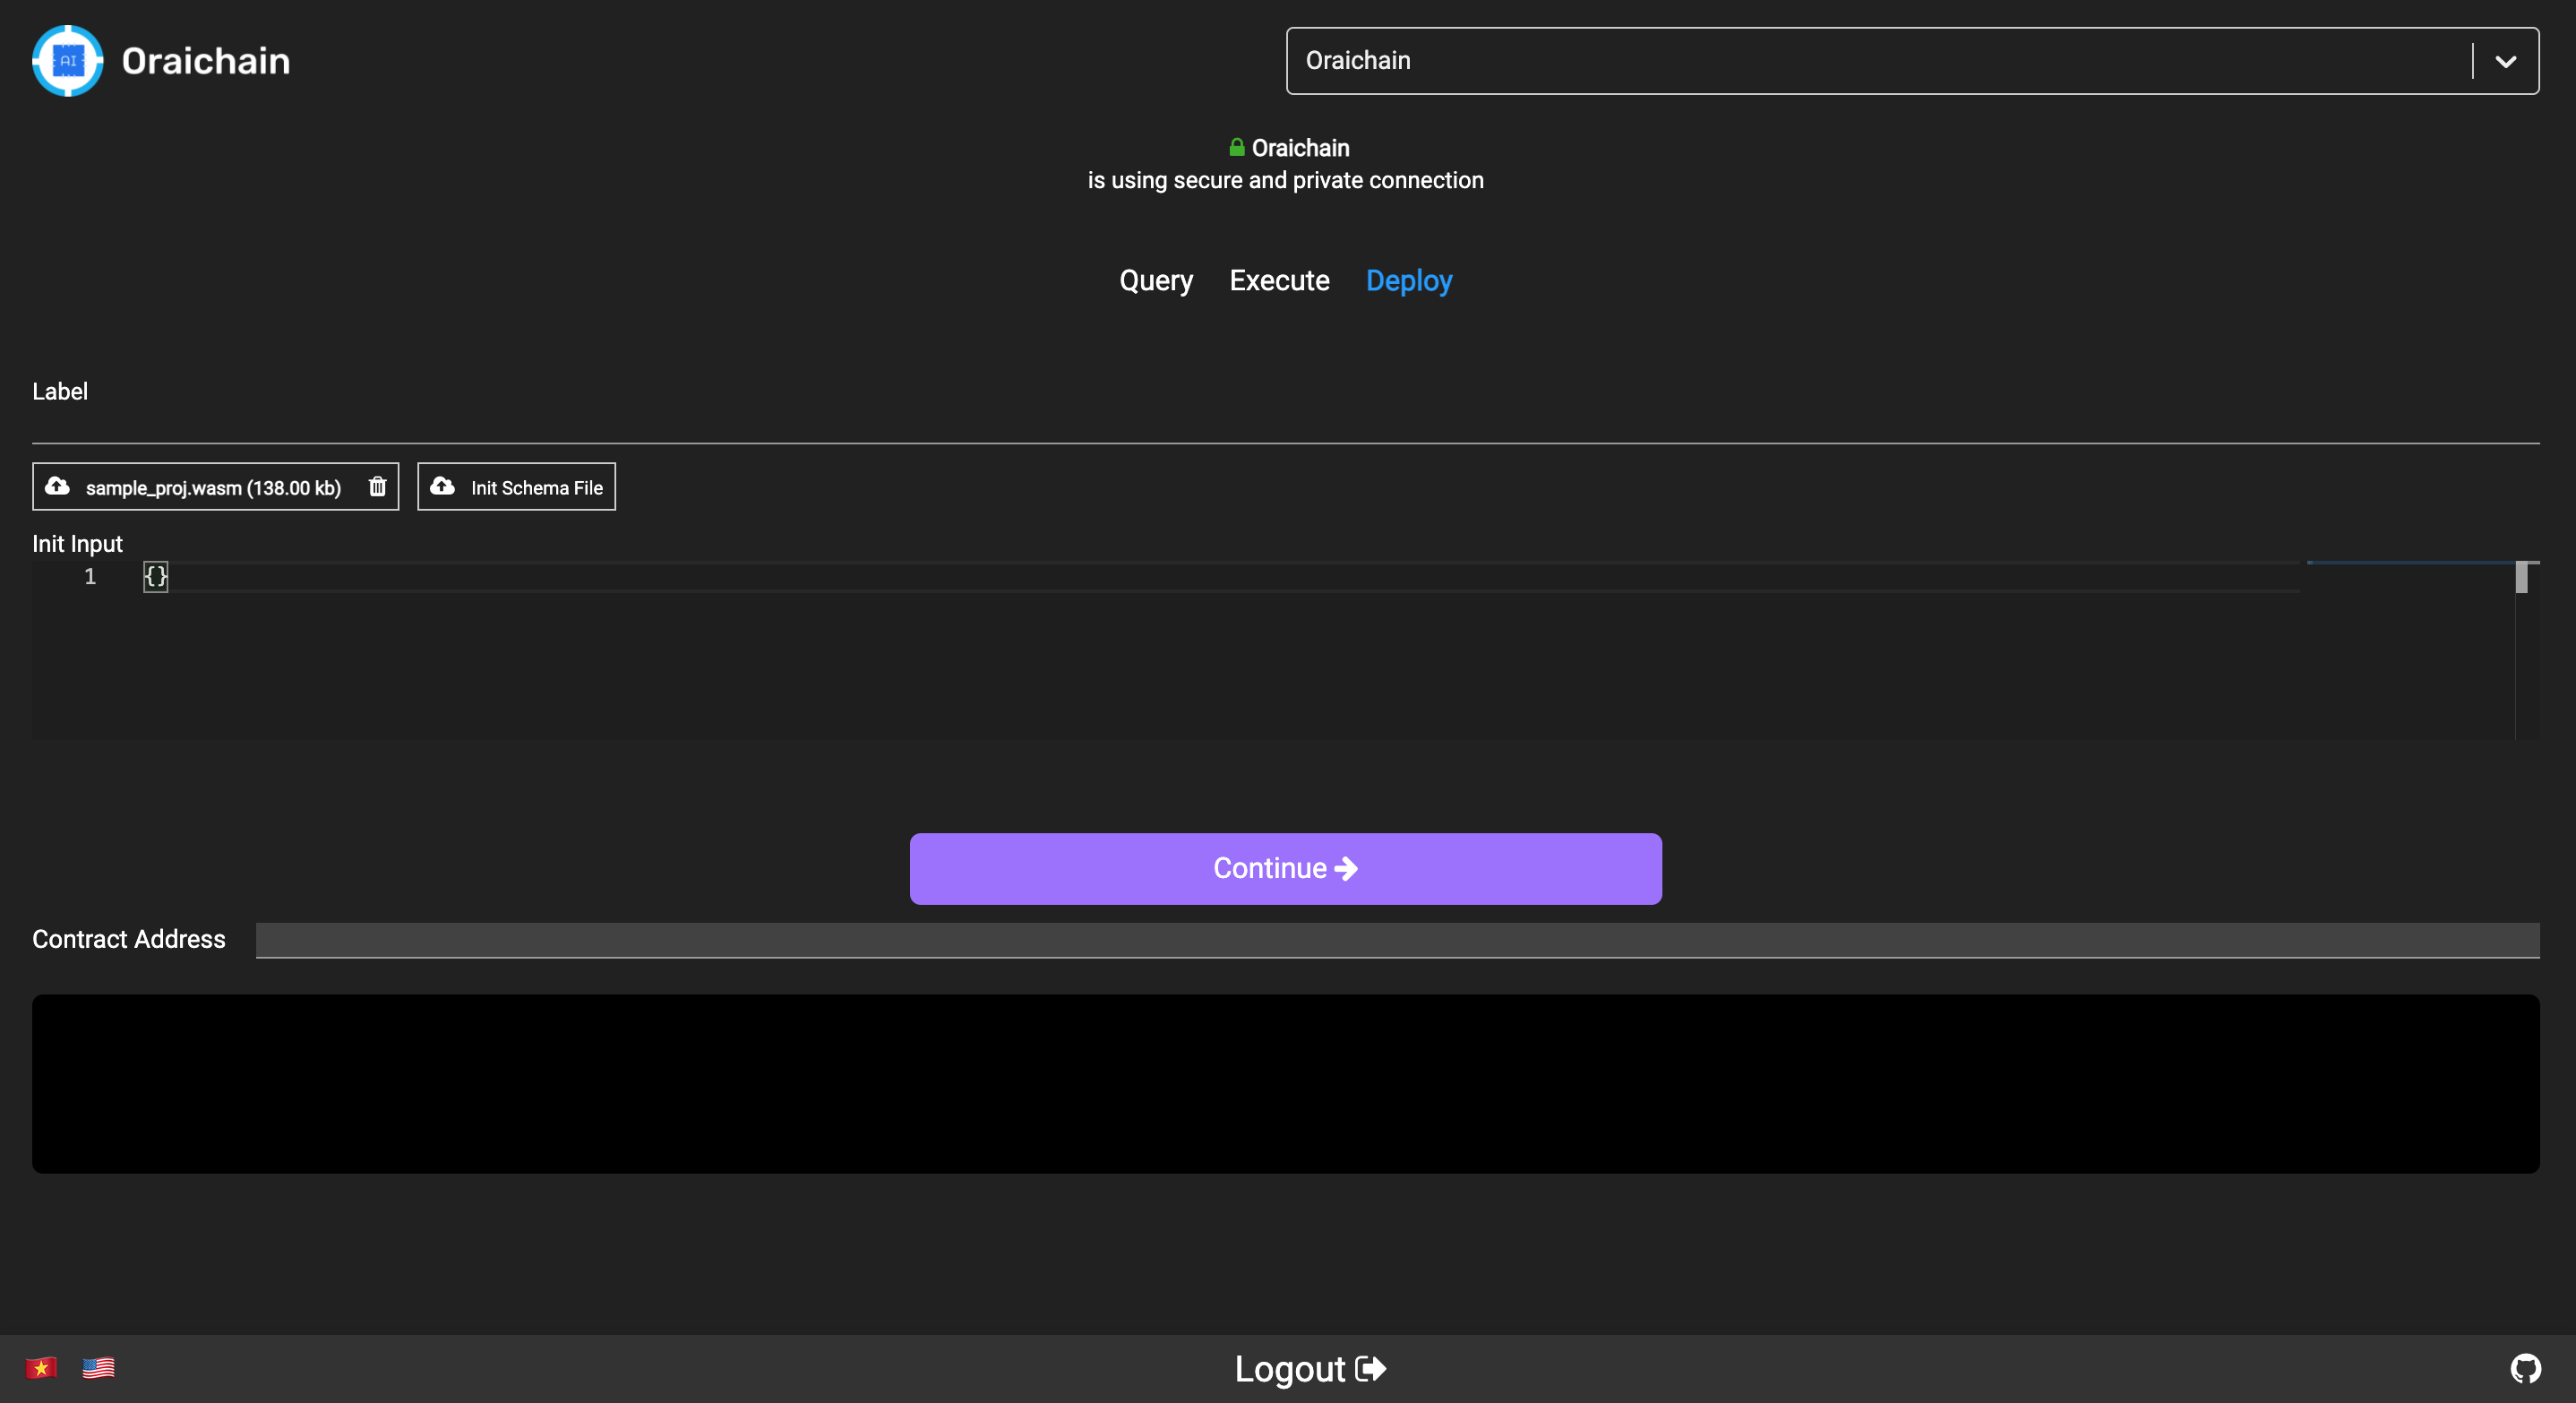 AI
Oraichain
Oraichain
Oraichain
is using secure and private connection
Query Execute Deploy
Label
sample_proj.wasm (138.00 kb)
Init Schema File
Init Input
1 {}
Continue
Contract Address
Logout